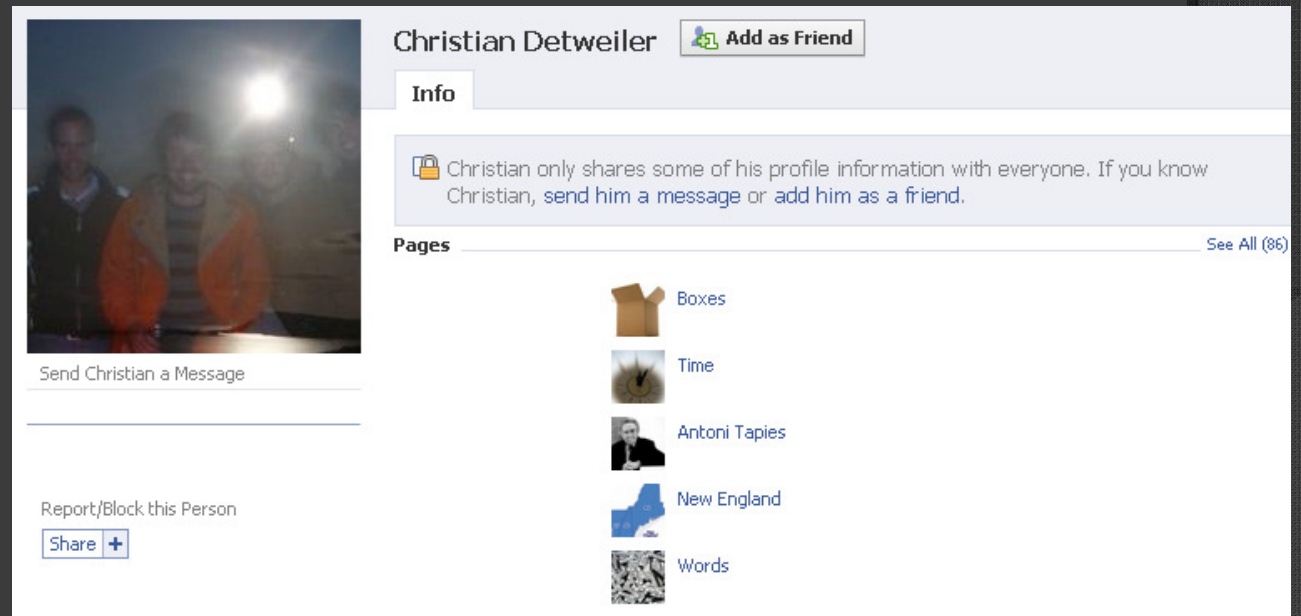 Christian Detweiler
Add as Friend
Info
Christian only shares some of his profile information with everyone. If you know
Christian, send him a message or add him as a friend.
Pages
See All (86)
Boxes
Time
Antoni Tapies
New England
Words
Send Christian a Message
Report/Block this Person
Share +